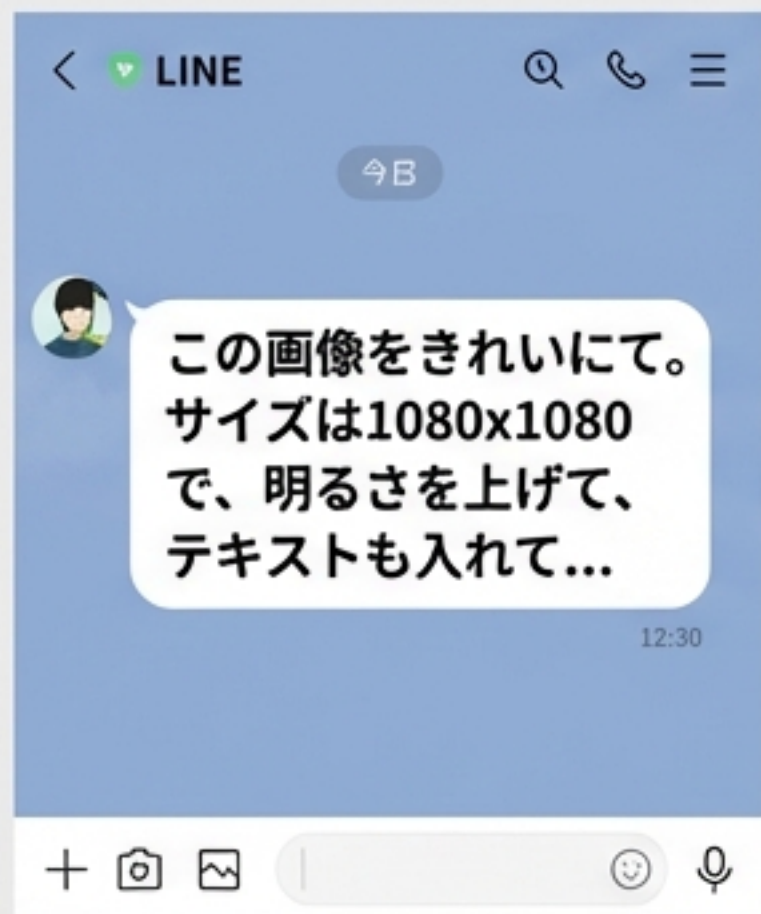 LINE
今日
この画像をきれいにて。
サイズは1080x1080
で、明るさを上げて、
テキストも入れて...
12:30